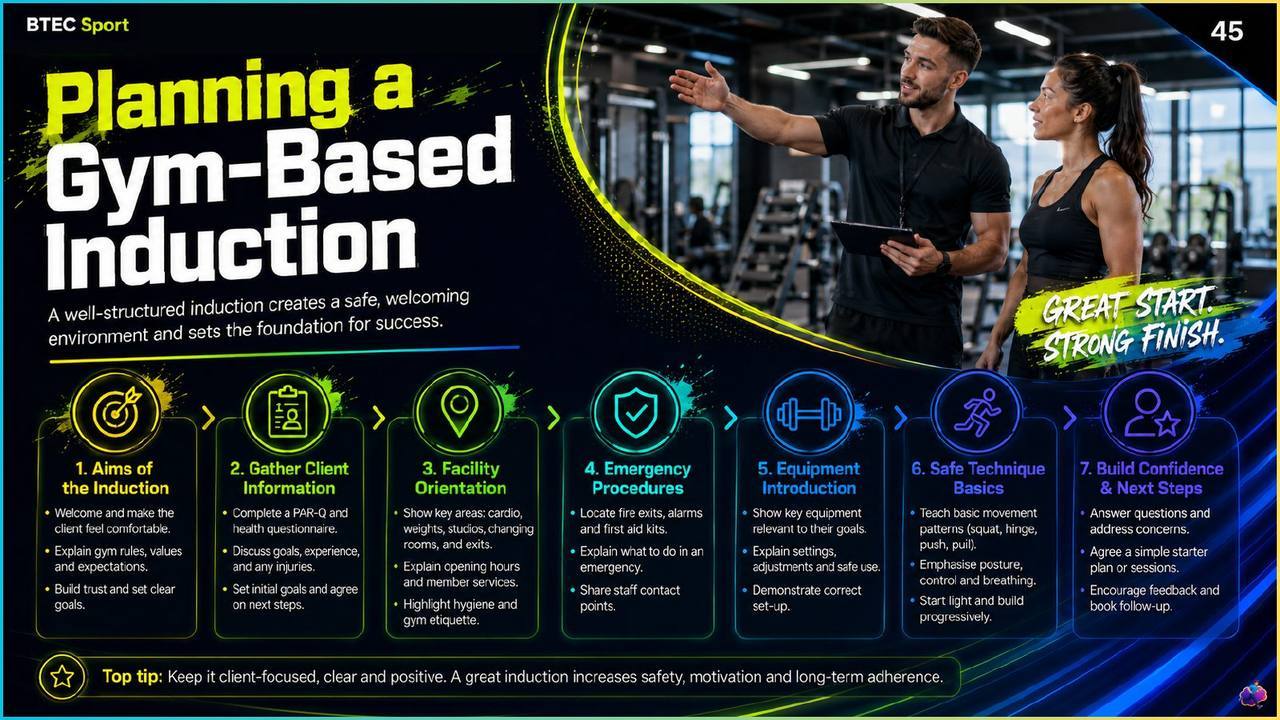 BTEC Sport
45
Planning a
Gym-Based
Induction
A well-structured induction creates a safe, welcoming
environment and sets the foundation for success.
GREAT START.
STRONG FINISH.
1. Aims of
the Induction
• Welcome and make the
client feel comfortable.
• Explain gym rules, values
and expectations.
• Build trust and set clear
goals.
2. Gather Client
Information
• Complete a PAR-Q and
health questionnaire.
• Discuss goals, experience,
and any injuries.
• Set initial goals and agree
on next steps.
3. Facility
Orientation
• Show key areas: cardio,
weights, studios, changing
rooms, and exits.
• Explain opening hours
and member services.
• Highlight hygiene and
gym etiquette.
4. Emergency
Procedures
• Locate fire exits, alarms
and first aid kits.
• Explain what to do in an
emergency.
• Share staff contact
points.
5. Equipment
Introduction
• Show key equipment
relevant to their goals.
• Explain settings,
adjustments and safe use.
• Demonstrate correct
set-up.
6. Safe Technique
Basics
• Teach basic movement
patterns (squat, hinge,
push, pull).
• Emphasise posture,
control and breathing.
• Start light and build
progressively.
7. Build Confidence
& Next Steps
• Answer questions and
address concerns.
• Agree a simple starter
plan or sessions.
• Encourage feedback and
book follow-up.
Top tip: Keep it client-focused, clear and positive. A great induction increases safety, motivation and long-term adherence.